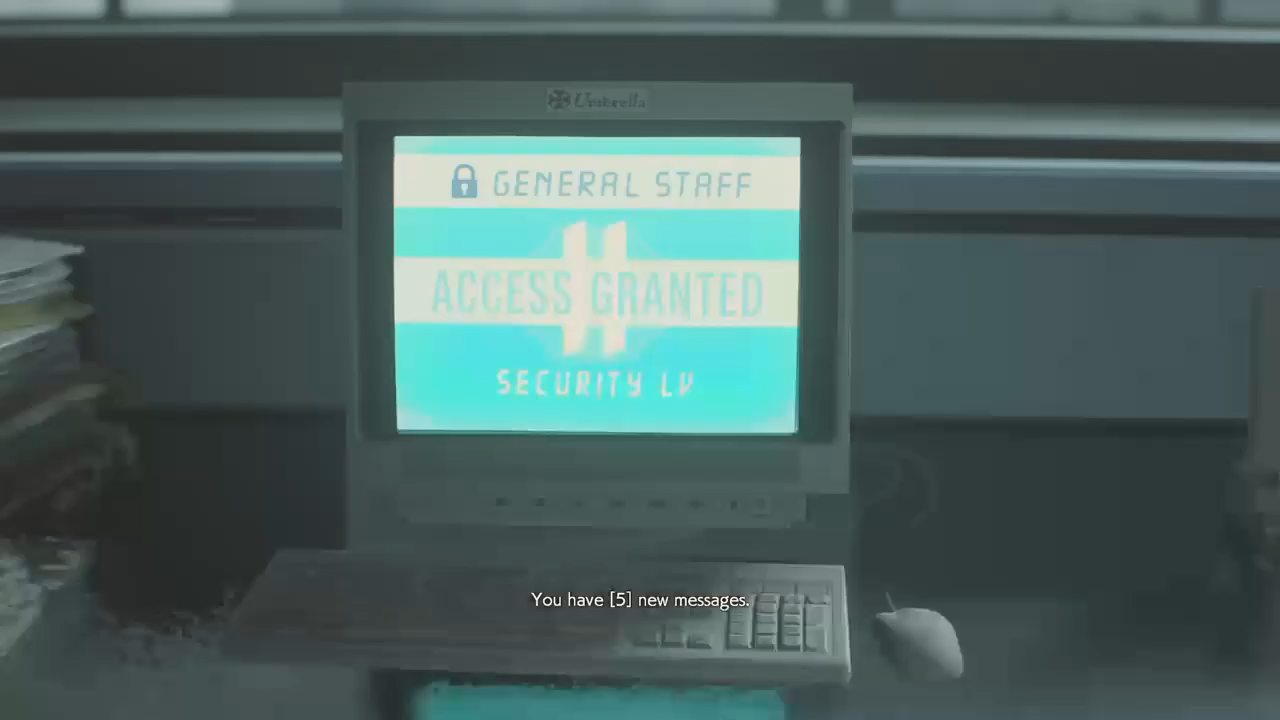 Umbrella
GENERAL STAFF
ACCESS GRANTED
SECURITY LV
You have [5] new messages.